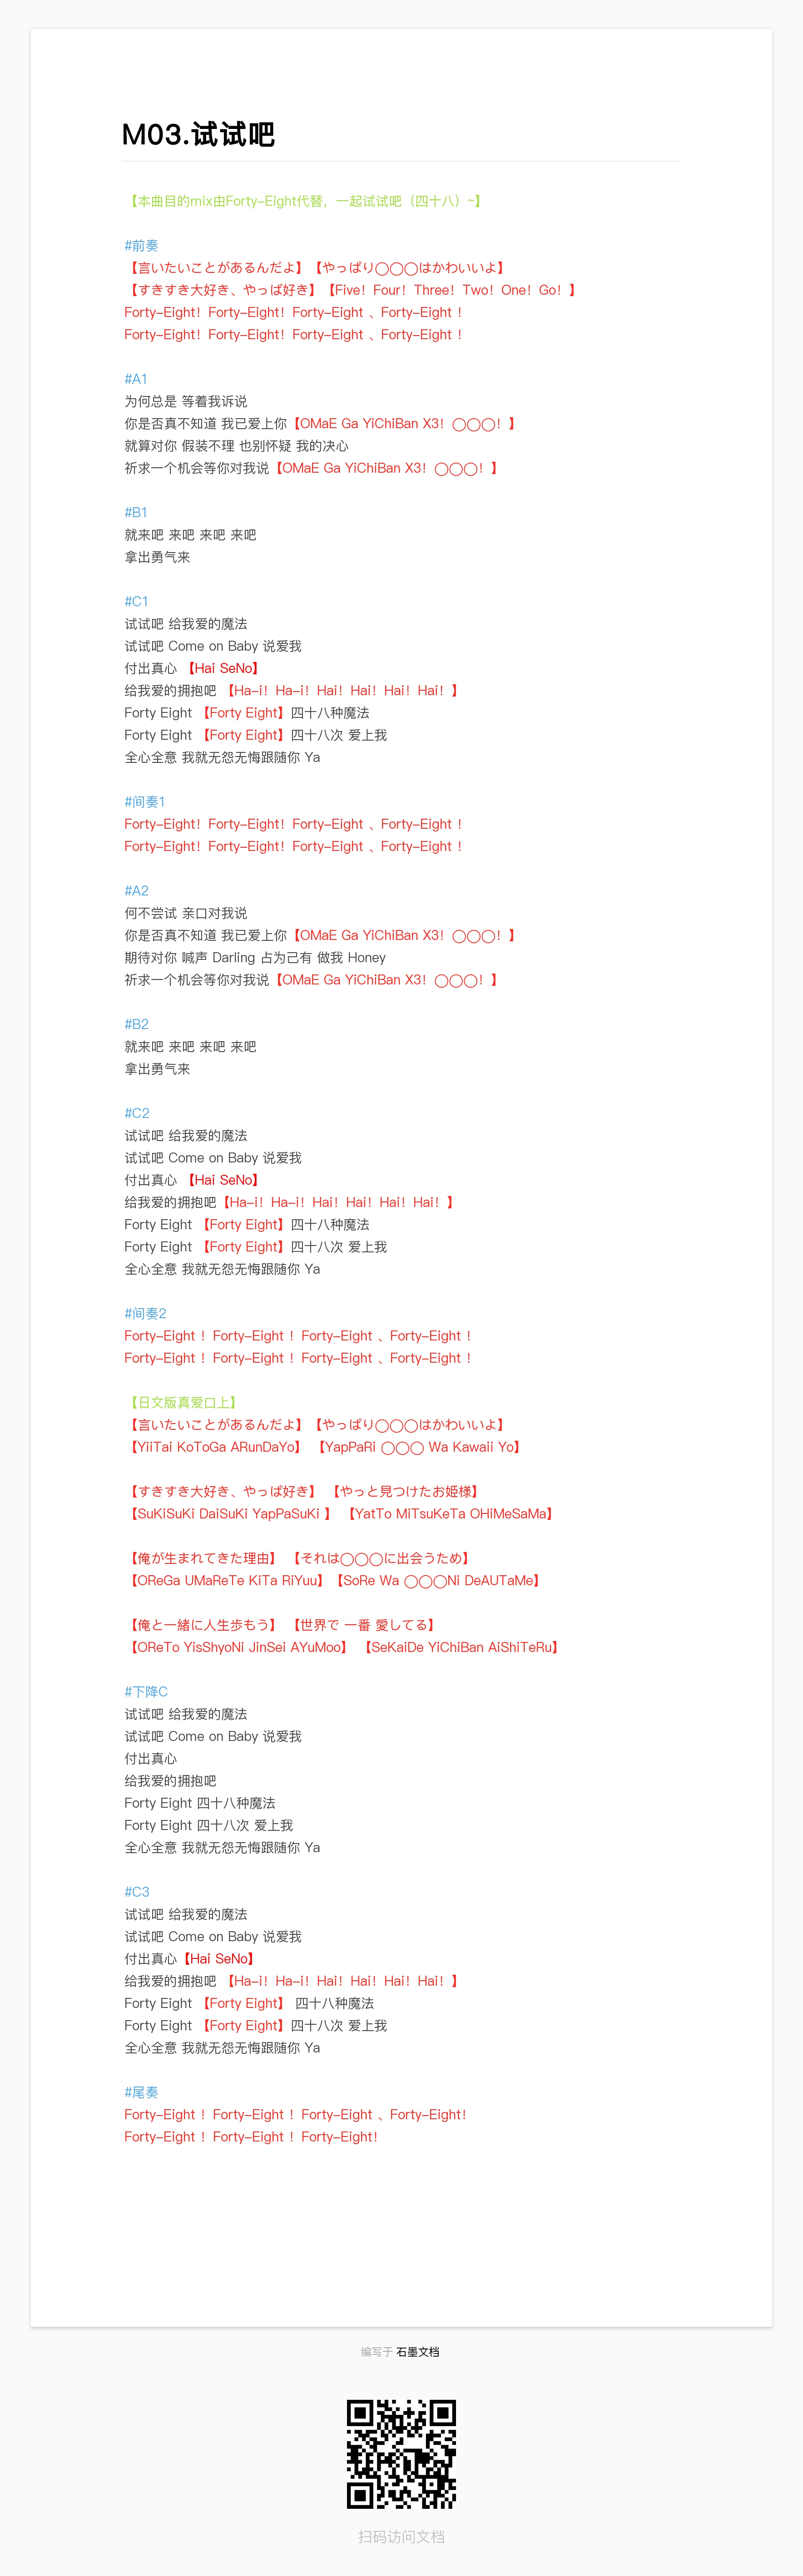 M03.试试吧
【本曲目的mix由Forty-Eight代替，一起试试吧（四十八）~】
#前奏
【言いたいことがあるんだよ】【やっぱり◯◯◯はかわいいよ】
【すきすき大好き、やっぱ好き】【Five！Four！Three！Two！One！Go！】
Forty-Eight！Forty-Eight！Forty-Eight 、Forty-Eight！
Forty-Eight！Forty-Eight！Forty-Eight 、Forty-Eight！
#A1
为何总是 等着我诉说
你是否真不知道 我已爱上你【OMaE Ga YiChiBan X3！◯◯◯！】
就算对你 假装不理 也别怀疑 我的决心
祈求一个机会等你对我说【OMaE Ga YiChiBan X3！◯◯◯！】
#B1
就来吧 来吧 来吧 来吧
拿出勇气来
#C1
试试吧 给我爱的魔法
试试吧 Come on Baby 说爱我
付出真心 【Hai SeNo】
给我爱的拥抱吧 【Ha-i！Ha-i！Hai！Hai！Hai！Hai！】
Forty Eight 【Forty Eight】四十八种魔法
Forty Eight 【Forty Eight】四十八次 爱上我
全心全意 我就无怨无悔跟随你 Ya
#间奏1
Forty-Eight！Forty-Eight！Forty-Eight 、Forty-Eight！
Forty-Eight！Forty-Eight！Forty-Eight 、Forty-Eight！
#A2
何不尝试 亲口对我说
你是否真不知道 我已爱上你【OMaE Ga YiChiBan X3！◯◯◯！】
期待对你 喊声 Darling 占为己有 做我 Honey
祈求一个机会等你对我说【OMaE Ga YiChiBan X3！◯◯◯！】
#B2
就来吧 来吧 来吧 来吧
拿出勇气来
#C2
试试吧 给我爱的魔法
试试吧 Come on Baby 说爱我
付出真心 【Hai SeNo】
给我爱的拥抱吧【Ha-i！Ha-i！Hai！Hai！Hai！Hai！】
Forty Eight 【Forty Eight】四十八种魔法
Forty Eight 【Forty Eight】四十八次 爱上我
全心全意 我就无怨无悔跟随你 Ya
#间奏2
Forty-Eight ！Forty-Eight ！Forty-Eight 、Forty-Eight！
Forty-Eight ！Forty-Eight ！Forty-Eight 、Forty-Eight！
【日文版真爱口上】
【言いたいことがあるんだよ】【やっぱり◯◯◯はかわいいよ】
【YiiTai KoToGa ARunDaYo】 【YapPaRi ◯◯◯ Wa Kawaii Yo】
【すきすき大好き、やっぱ好き】 【やっと見つけたお姫様】
【SuKiSuKi DaiSuKi YapPaSuKi 】 【YatTo MiTsuKeTa OHiMeSaMa】
【俺が生まれてきた理由】 【それは◯◯◯に出会うため】
【OReGa UMaReTe KiTa RiYuu】【SoRe Wa ◯◯◯Ni DeAUTaMe】
【俺と一緒に人生歩もう】 【世界で 一番 愛してる】
【OReTo YisShyoNi JinSei AYuMoo】 【SeKaiDe YiChiBan AiShiTeRu】
#下降C
试试吧 给我爱的魔法
试试吧 Come on Baby 说爱我
付出真心
给我爱的拥抱吧
Forty Eight 四十八种魔法
Forty Eight 四十八次 爱上我
全心全意 我就无怨无悔跟随你 Ya
#C3
试试吧 给我爱的魔法
试试吧 Come on Baby 说爱我
付出真心【Hai SeNo】
给我爱的拥抱吧 【Ha-i！Ha-i！Hai！Hai！Hai！Hai！】
Forty Eight 【Forty Eight】 四十八种魔法
Forty Eight 【Forty Eight】四十八次 爱上我
全心全意 我就无怨无悔跟随你 Ya
#尾奏
Forty-Eight ！Forty-Eight ！Forty-Eight 、Forty-Eight！
Forty-Eight ！Forty-Eight ！Forty-Eight！
编写于 石墨文档
扫码访问文档